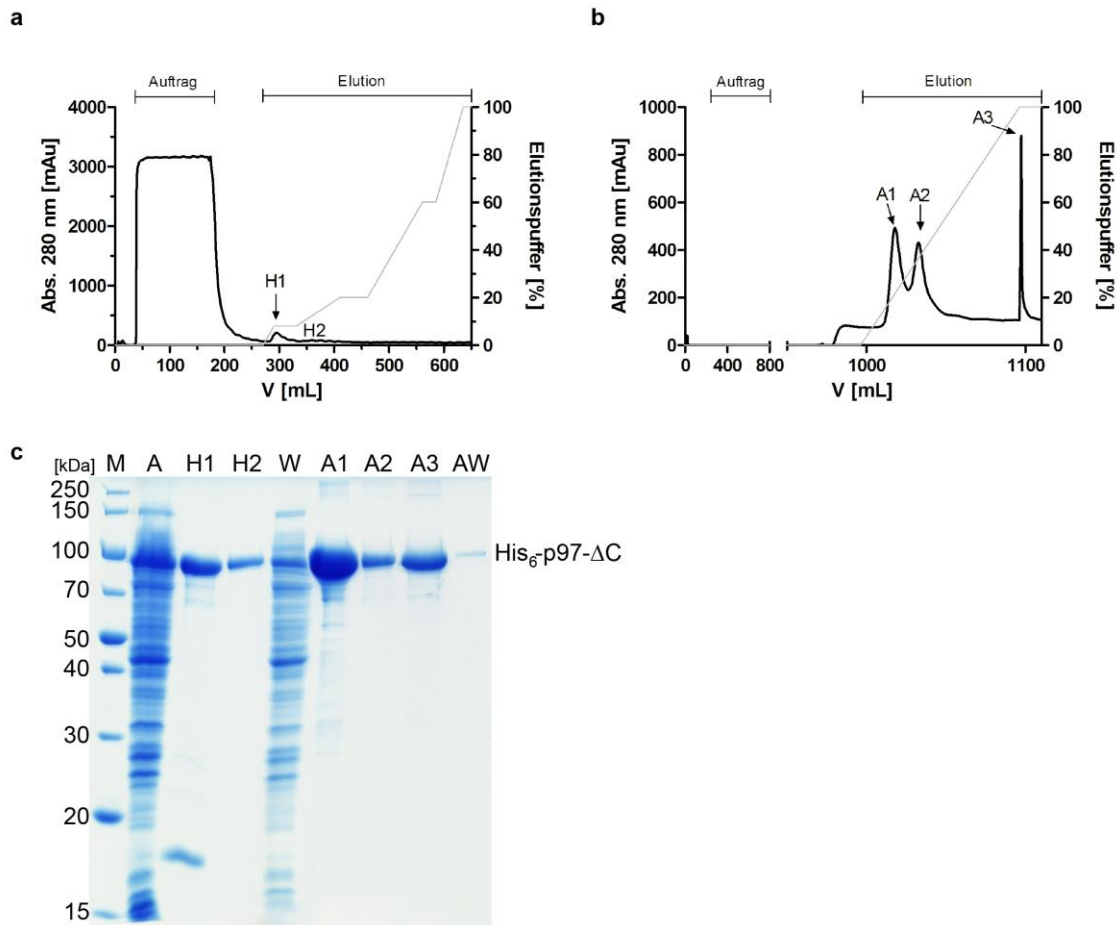 a
Auftrag
Elution
Abs. 280 nm [mAu]
4000
3000
2000
1000
0
H1
H2
100
80
60
40
20
0
Elutionspuffer [%]
0 100 200 300 400 500 600
V [mL]
b
Auftrag
Elution
Abs. 280 nm [mAu]
1000
800
600
400
200
0
A1
A2
A3
100
80
60
40
20
0
Elutionspuffer [%]
0 400 800 1000 1100
V [mL]
c
[kDa] M A H1 H2 W A1 A2 A3 AW
250
150
100
70
50
40
30
20
15
His₆-p97-ΔC